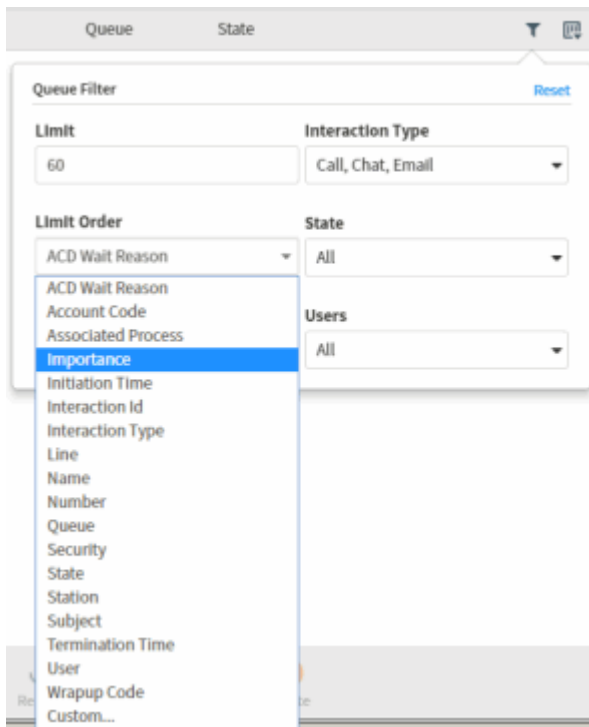 Queue State
Queue Filter Reset
Limit Interaction Type
60 Call, Chat, Email
Limit Order State
ACD Wait Reason All
ACD Wait Reason
Account Code
Users
Associated Process
All
Importance
Initiation Time
Interaction Id
Interaction Type
Line
Name
Number
Queue
Security
State
Station
Subject
Termination Time
User
Wrapup Code
Custom...